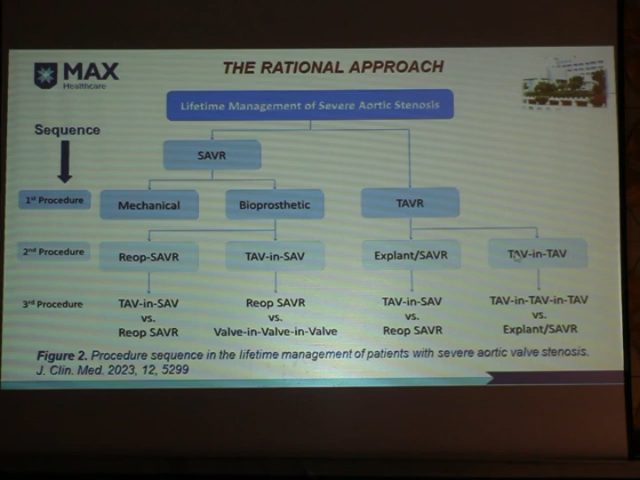 MAX
Healthcare
THE RATIONAL APPROACH
Lifetime Management of Severe Aortic Stenosis
Sequence
SAVR
1st Procedure
Mechanical
Bioprosthetic
TAVR
2nd Procedure
Reop-SAVR
TAV-in-SAV
Explant/SAVR
TAV-in-TAV
3rd Procedure
TAV-in-SAV
vs.
Reop SAVR
Reop SAVR
vs.
Valve-in-Valve-in-Valve
TAV-in-SAV
vs.
Reop SAVR
TAV-in-TAV-in-TAV
vs.
Explant/SAVR
Figure 2. Procedure sequence in the lifetime management of patients with severe aortic valve stenosis.
J. Clin. Med. 2023, 12, 5299